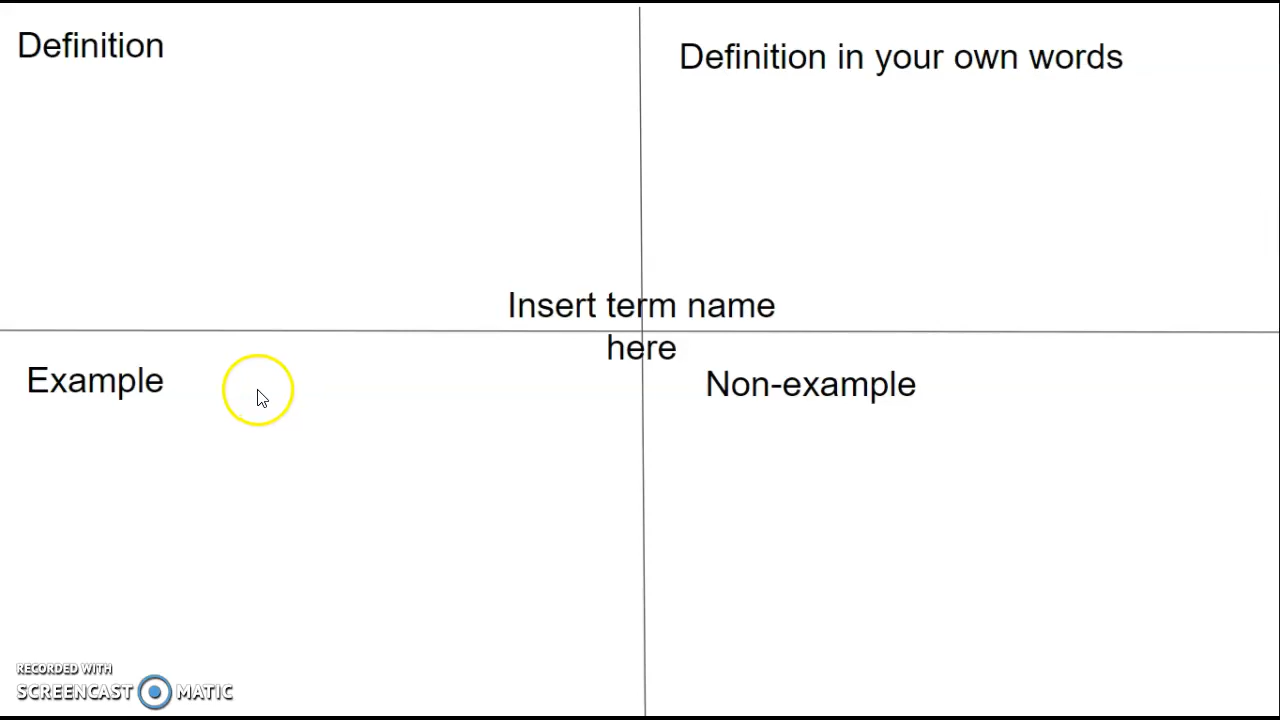 Definition
Definition in your own words
Insert term name
here
Example
Non-example
RECORDED WITH
SCREENCAST MATIC